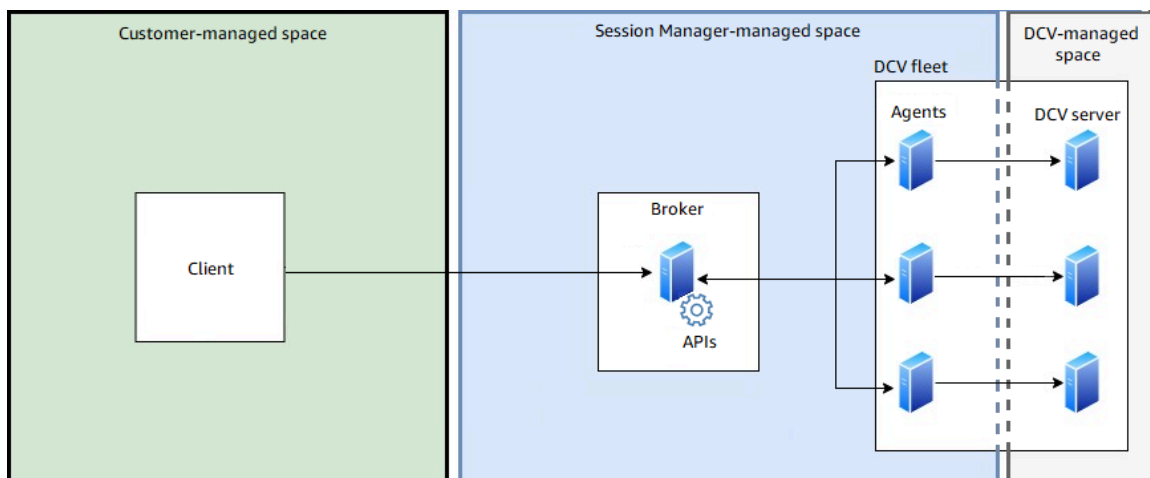 Customer-managed space
Session Manager-managed space
DCV-managed
space
DCV fleet
Agents
DCV server
Broker
Client
APIs